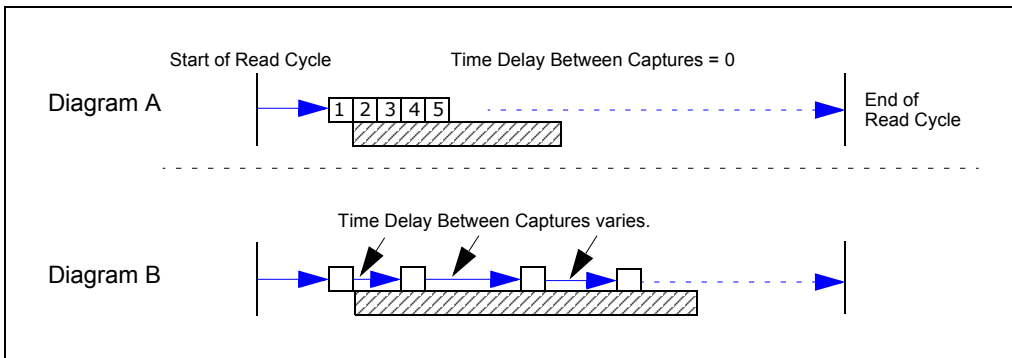 Start of Read Cycle
Time Delay Between Captures = 0
Diagram A
1 2 3 4 5
End of
Read Cycle
Time Delay Between Captures varies.
Diagram B